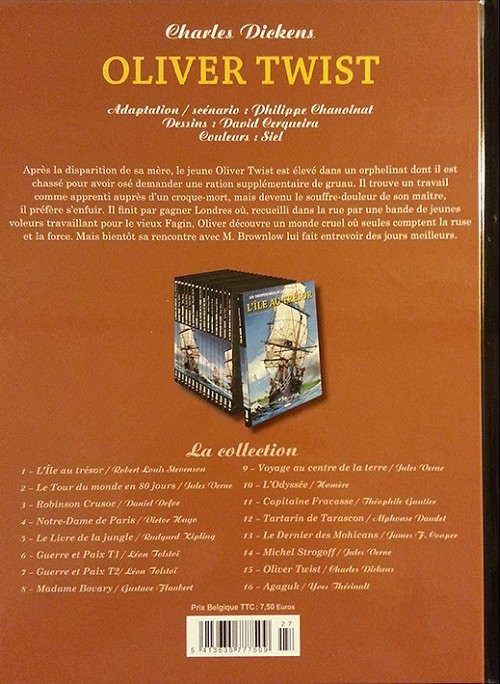 Charles Dickens
OLIVER TWIST
Adaptation / scénario : Philippe Chanoinat
Dessins : David Cerqueira
Couleurs : Siel
Après la disparition de sa mère, le jeune Oliver Twist est élevé dans un orphelinat dont il est
chassé pour avoir osé demander une ration supplémentaire de gruau. Il trouve un travail
comme apprenti auprès d'un croque-mort, mais devenu le souffre-douleur de son maître,
il préfère s'enfuir. Il finit par gagner Londres où, recueilli dans la rue par une bande de jeunes
voleurs travaillant pour le vieux Fagin, Oliver découvre un monde cruel où seules comptent la ruse
et la force. Mais bientôt sa rencontre avec M. Brownlow lui fait entrevoir des jours meilleurs.
L'ÎLE AU TRÉSOR
La collection
1 - L'Île au trésor / Robert Louis Stevenson
2 - Le Tour du monde en 80 jours / Jules Verne
3 - Robinson Crusoe / Daniel Defoe
4 - Notre-Dame de Paris / Victor Hugo
5 - Le Livre de la jungle / Rudyard Kipling
6 - Guerre et Paix T1 / Léon Tolstoï
7 - Guerre et Paix T2 / Léon Tolstoï
8 - Madame Bovary / Gustave Flaubert
9 - Voyage au centre de la terre / Jules Verne
10 - L'Odyssée / Homère
11 - Capitaine Fracasse / Théophile Gautier
12 - Tartarin de Tarascon / Alphonse Daudet
13 - Le Dernier des Mohicans / James F. Cooper
14 - Michel Strogoff / Jules Verne
15 - Oliver Twist / Charles Dickens
16 - Agaguk / Yves Thériault
Prix Belgique TTC : 7,50 Euros
27
5 413635 777509